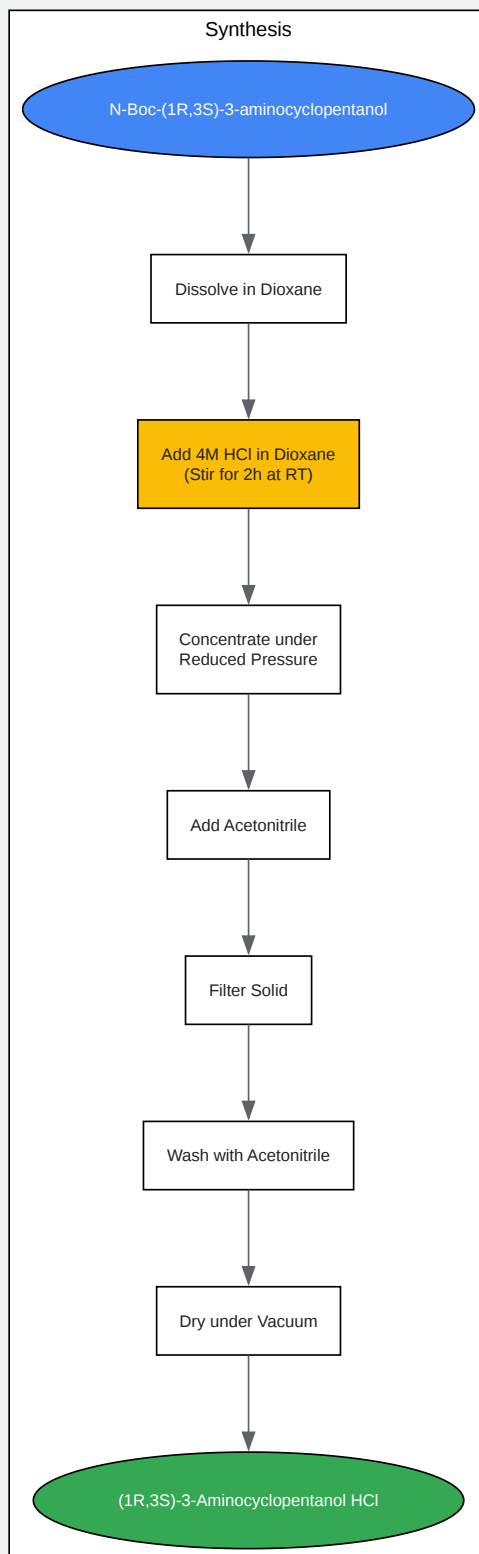 Synthesis
N-Boc-(1R,3S)-3-aminocyclopentanol
Dissolve in Dioxane
Add 4M HCl in Dioxane
(Stir for 2h at RT)
Concentrate under
Reduced Pressure
Add Acetonitrile
Filter Solid
Wash with Acetonitrile
Dry under Vacuum
(1R,3S)-3-Aminocyclopentanol HCl